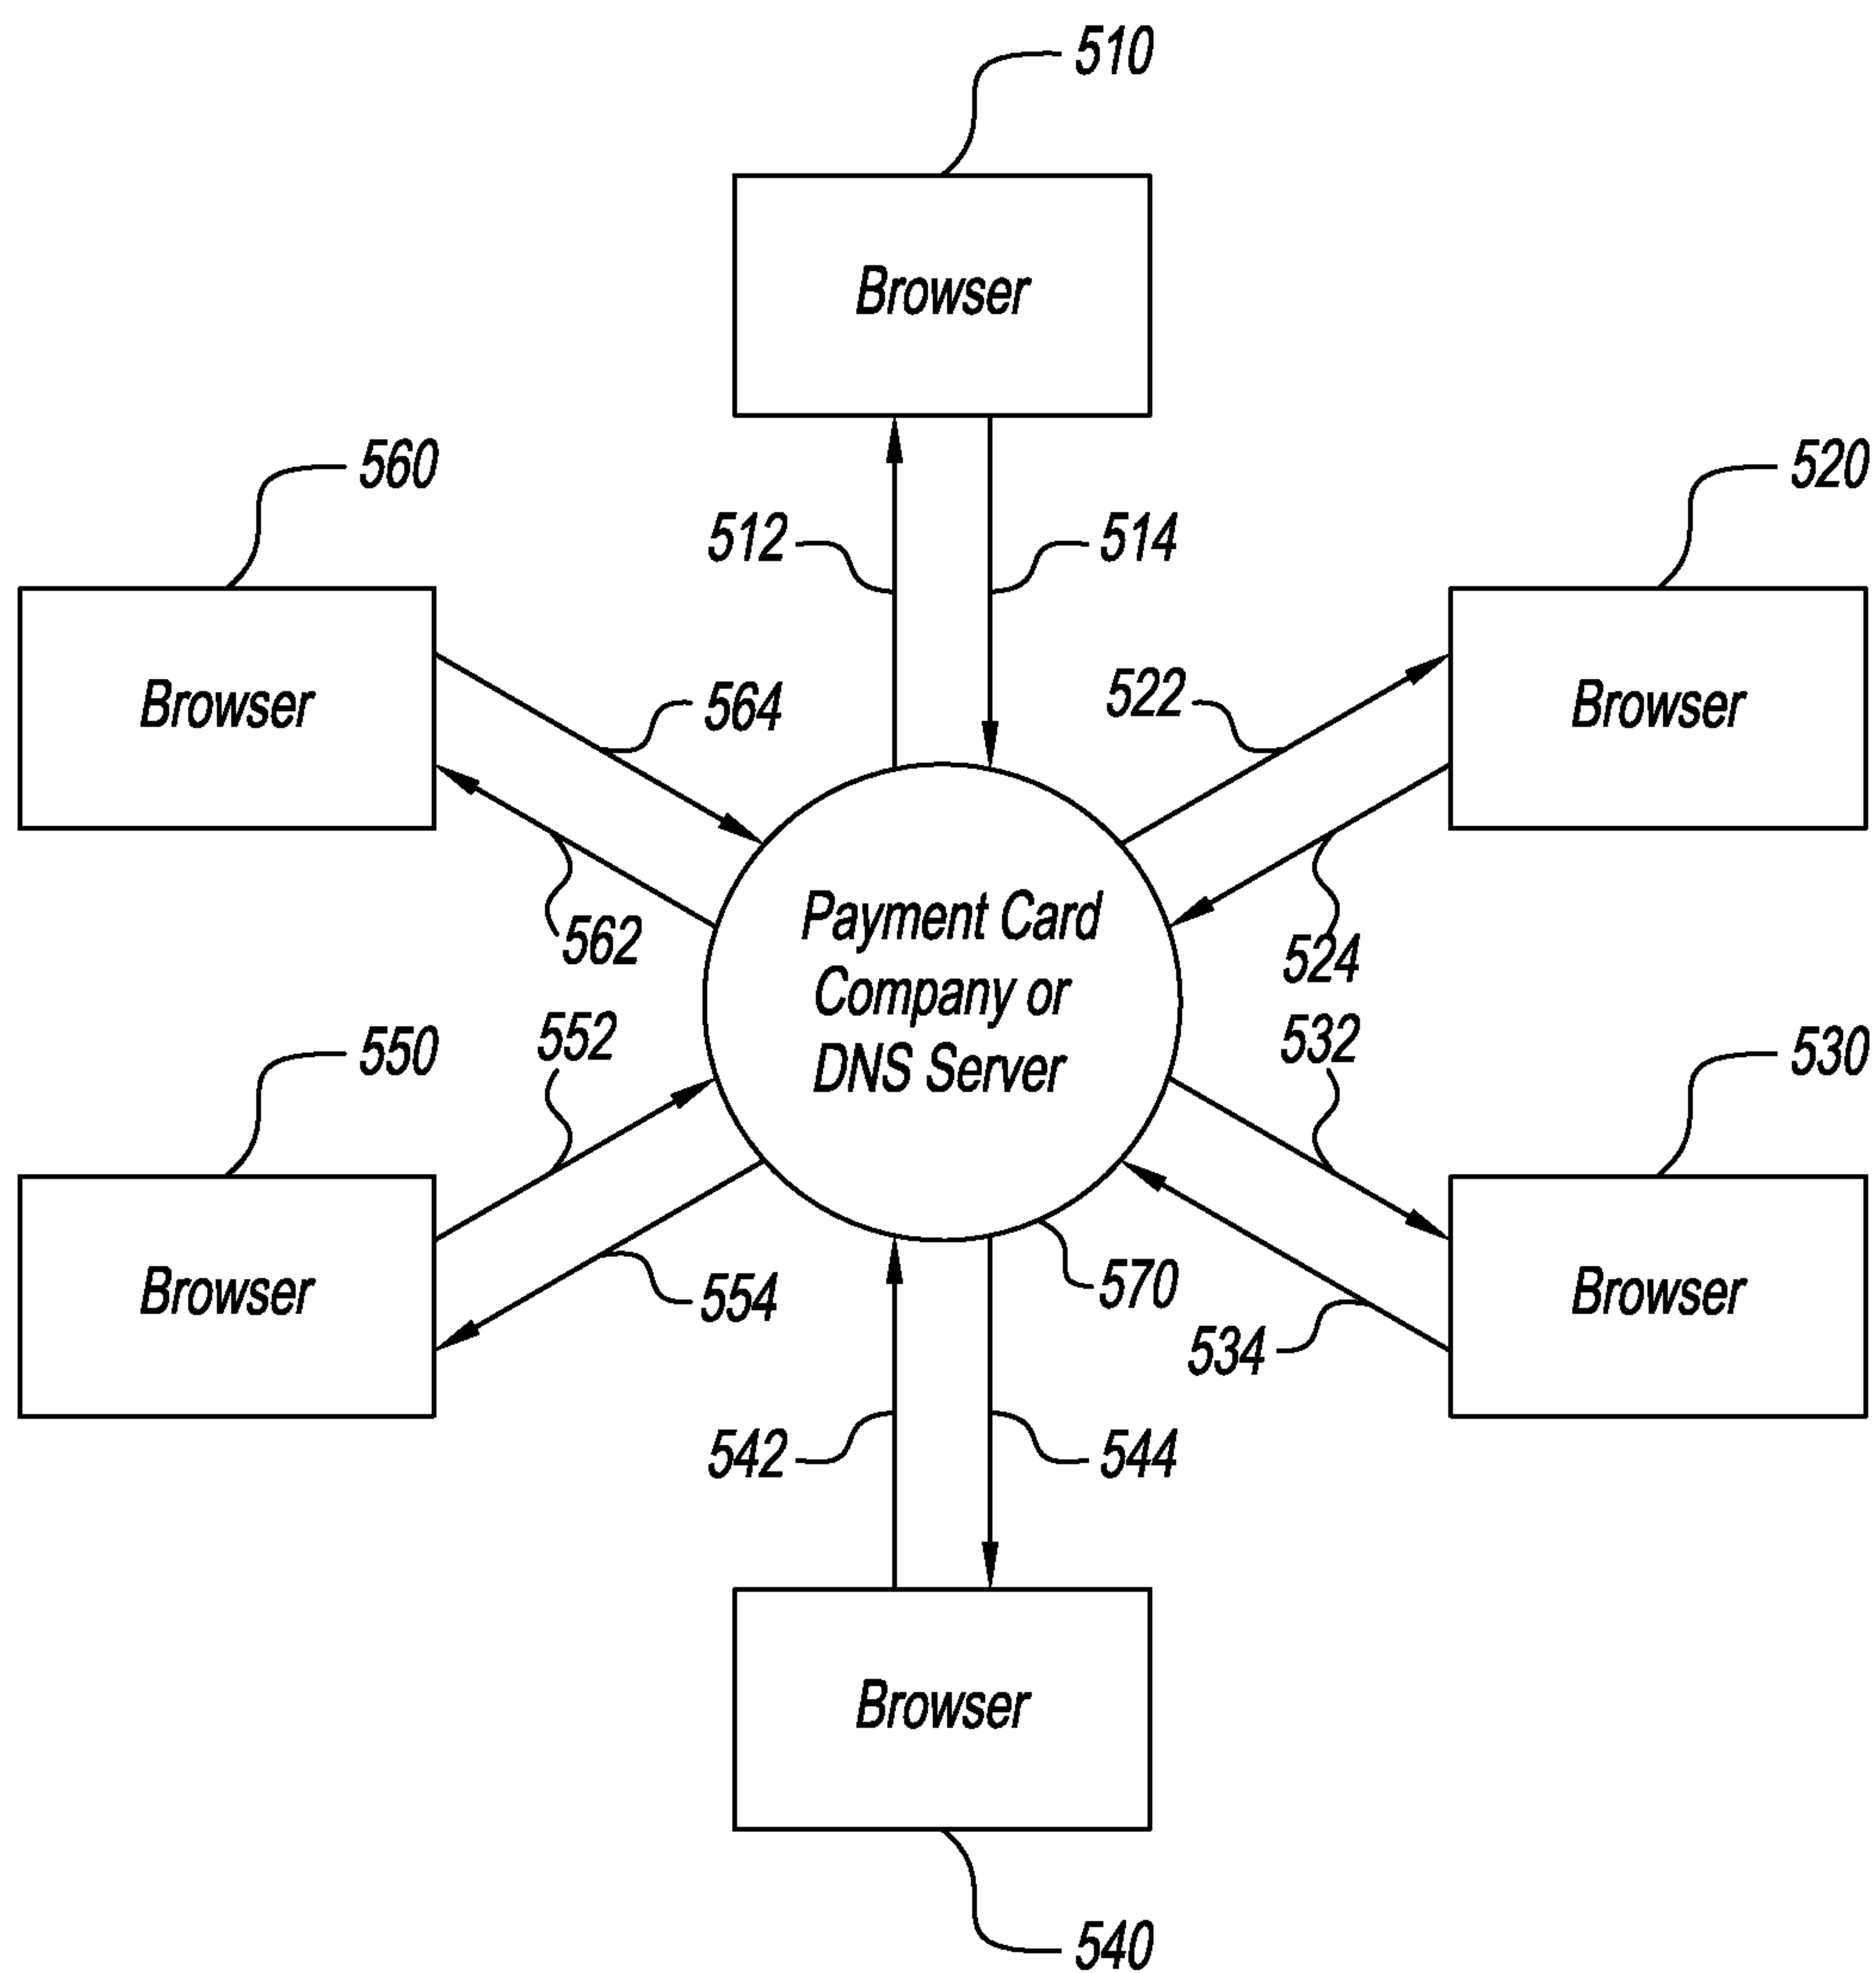 510
Browser
560
520
512
514
Browser
564
522
Browser
562
524
Payment Card
Company or
DNS Server
550
552
532
530
Browser
554
570
534
Browser
542
544
Browser
540